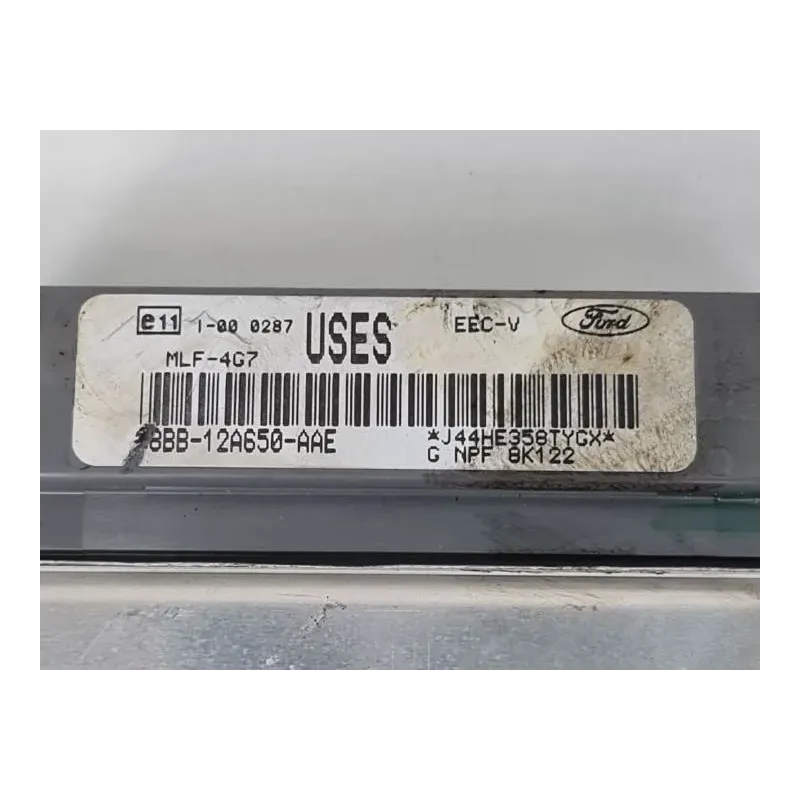 e11 1-00 0287 USES EEC-V Ford
MLF-4G7
8BB-12A650-AAE *J44HE358TYGX*
G NPF 8K122